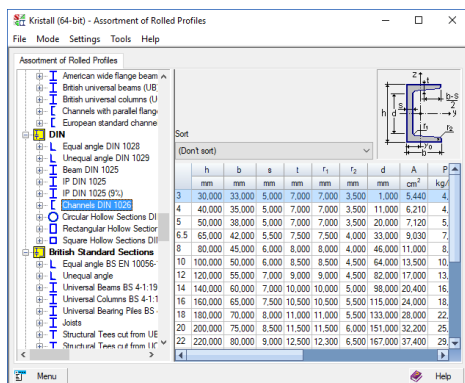 Kristall (64-bit) - Assortment of Rolled Profiles
File Mode Settings Tools Help
Assortment of Rolled Profiles
American wide flange beam
British universal beams (UB
British universal columns (U
Channels with parallel flang
European standard channe
DIN
Equal angle DIN 1028
Unequal angle DIN 1029
Beam DIN 1025
IP DIN 1025
IP DIN 1025 (9%)
Channels DIN 1026
Circular Hollow Sections DI
Rectangular Hollow Section
Square Hollow Sections DIN
British Standard Sections
Equal angle BS EN 10056-
Unequal angle
Universal Beams BS 4-1:19
Universal Columns BS 4-1:1
Universal Bearing Piles BS
Joists
Structural Tees cut from UE
Structural Tees cut from UC
z t
b-s
2
s
h d y
r1 r2
y0
b
Sort
(Don't sort)
h b s t r1 r2 d A P
mm mm mm mm mm mm mm cm² kg/
3 30,000 33,000 5,000 7,000 7,000 3,500 1,000 5,440 4,
4 40,000 35,000 5,000 7,000 7,000 3,500 11,000 6,210 4,
5 50,000 38,000 5,000 7,000 7,000 3,500 20,000 7,120 5,
6.5 65,000 42,000 5,500 7,500 7,500 4,000 33,000 9,030 7,
8 80,000 45,000 6,000 8,000 8,000 4,000 46,000 11,000 8,
10 100,000 50,000 6,000 8,500 8,500 4,500 64,000 13,500 10,
12 120,000 55,000 7,000 9,000 9,000 4,500 82,000 17,000 13,
14 140,000 60,000 7,000 10,000 10,000 5,000 98,000 20,400 16,
16 160,000 65,000 7,500 10,500 10,500 5,500 115,000 24,000 18,
18 180,000 70,000 8,000 11,000 11,000 5,500 133,000 28,000 22,
20 200,000 75,000 8,500 11,500 11,500 6,000 151,000 32,200 25,
22 220,000 80,000 9,000 12,500 12,300 6,500 167,000 37,400 29,
Menu Help